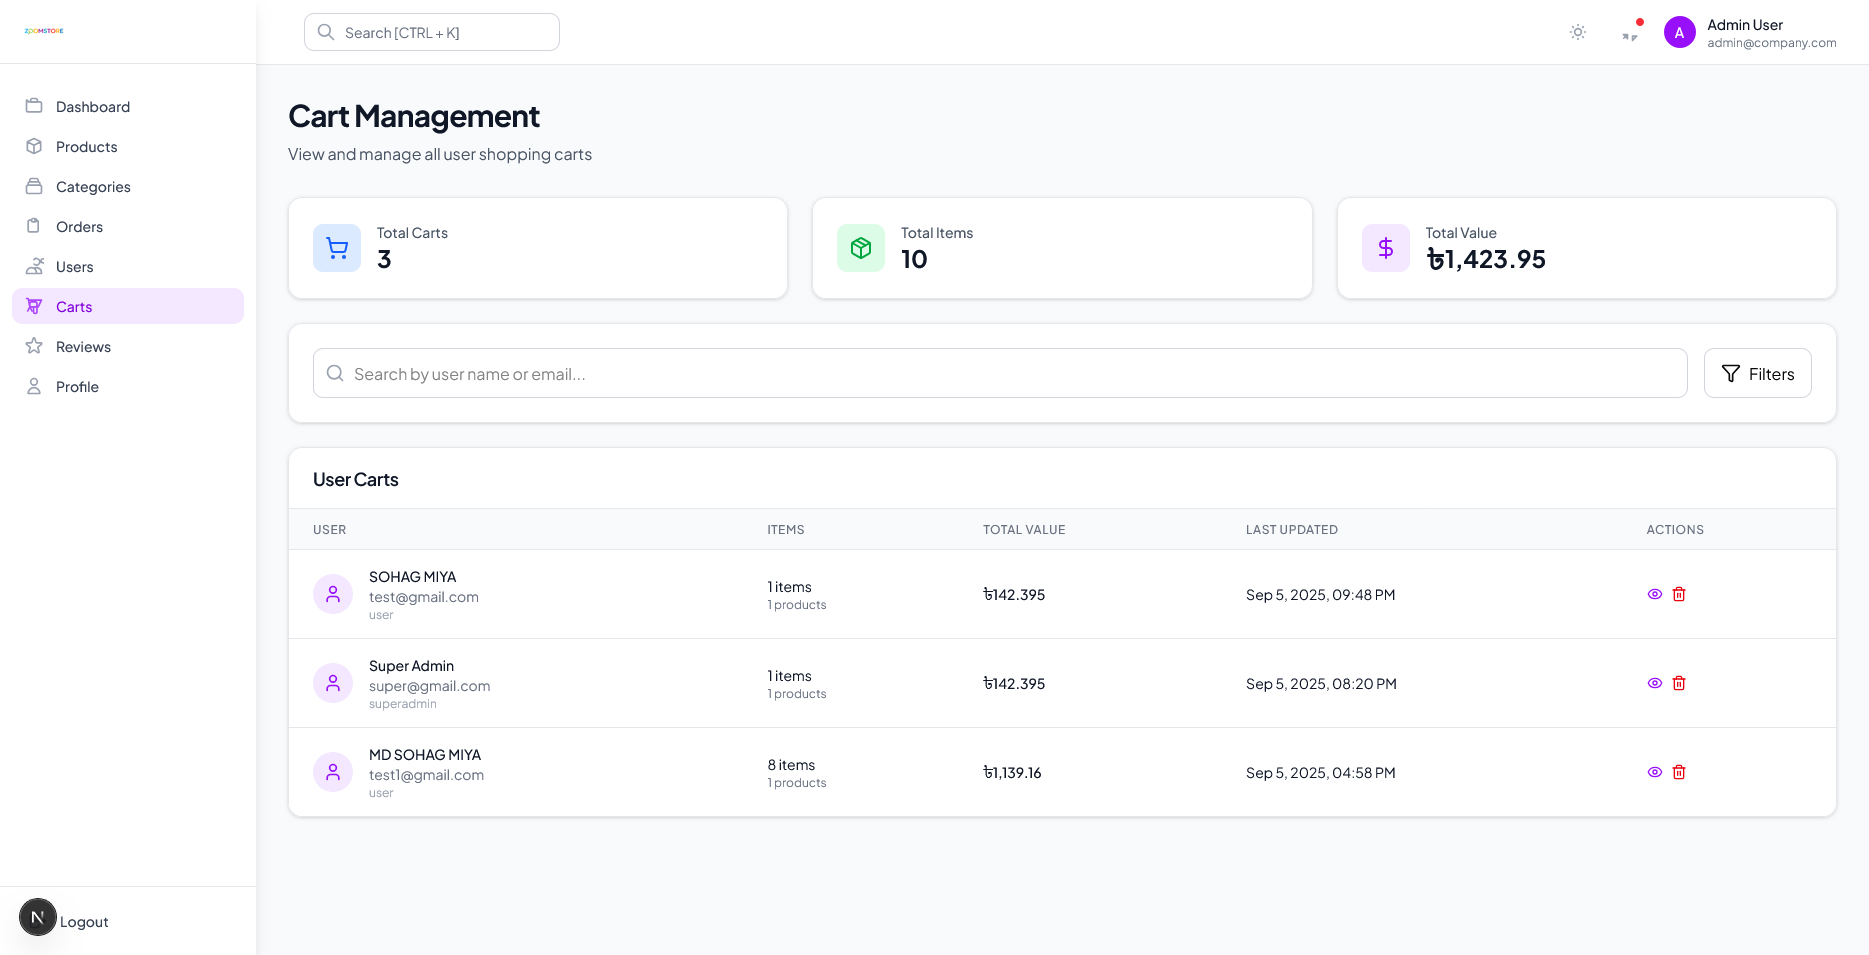 ZOOMSTORE
Search [CTRL + K]
A
Admin User
admin@company.com
Dashboard
Products
Categories
Orders
Users
Carts
Reviews
Profile
N
Logout
Cart Management
View and manage all user shopping carts
Total Carts
3
Total Items
10
Total Value
৳1,423.95
Search by user name or email...
Filters
User Carts
USER ITEMS TOTAL VALUE LAST UPDATED ACTIONS
SOHAG MIYA
test@gmail.com
user
1 items
1 products
৳142.395
Sep 5, 2025, 09:48 PM
Super Admin
super@gmail.com
superadmin
1 items
1 products
৳142.395
Sep 5, 2025, 08:20 PM
MD SOHAG MIYA
test1@gmail.com
user
8 items
1 products
৳1,139.16
Sep 5, 2025, 04:58 PM